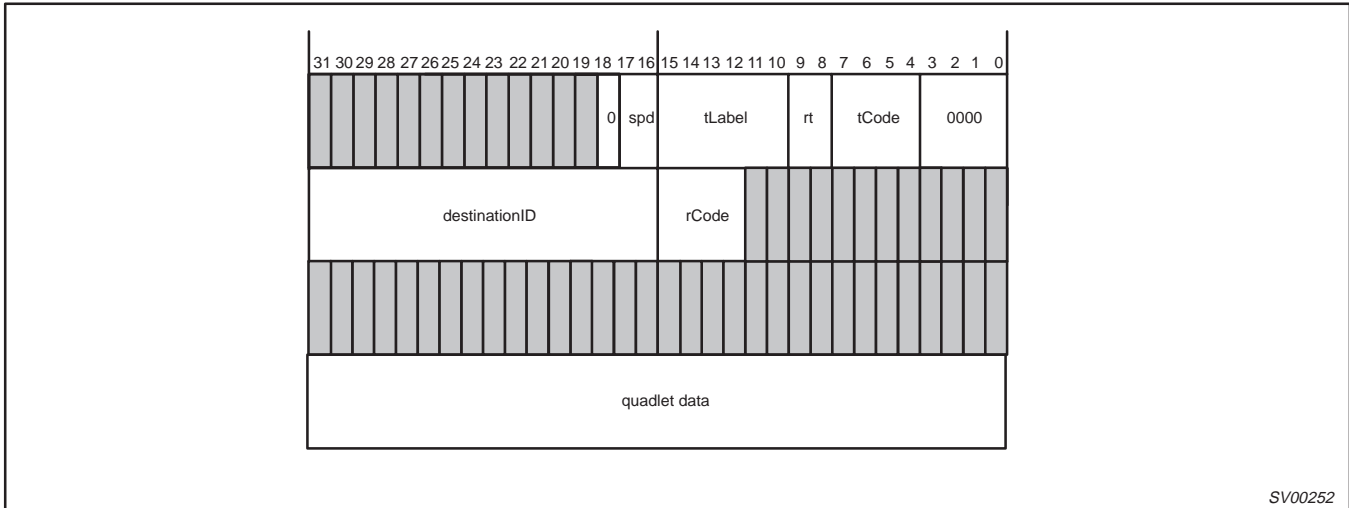 31 30 29 28 27 26 25 24 23 22 21 20 19 18 17 16 15 14 13 12 11 10 9 8 7 6 5 4 3 2 1 0
0 spd tLabel rt tCode 0000
destinationID rCode
quadlet data
SV00252